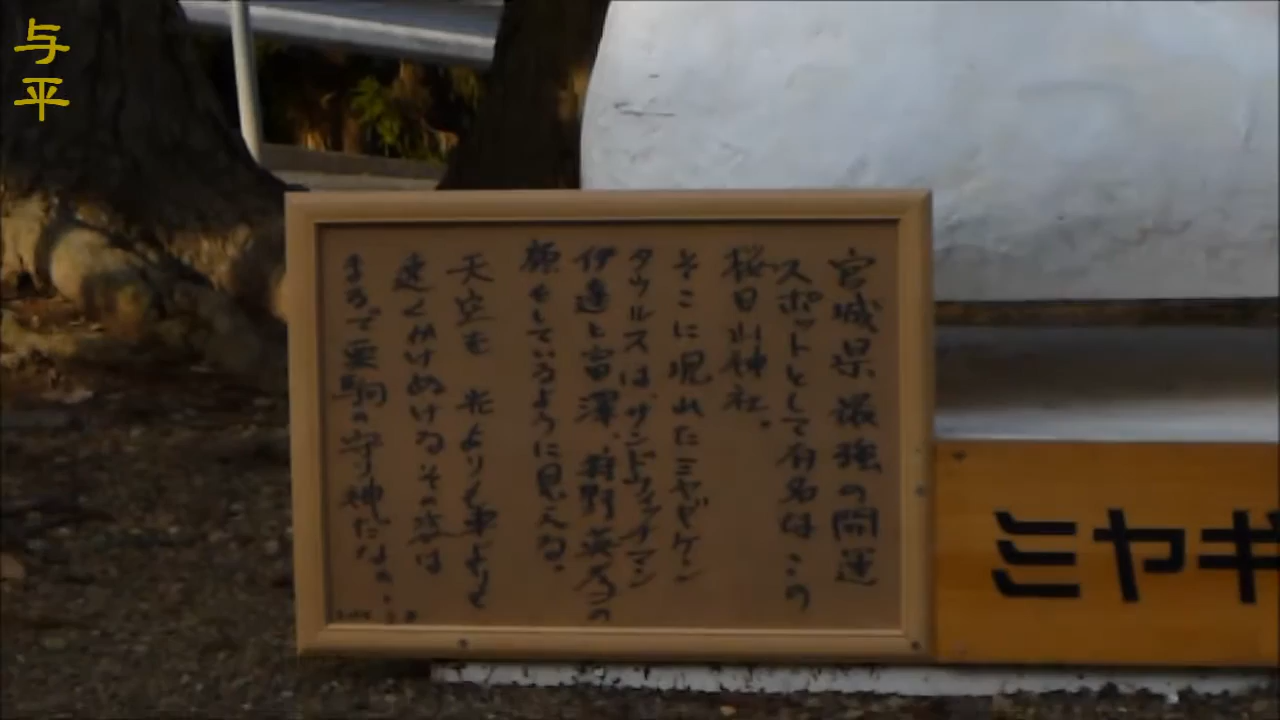 与平
宮城県最強の開運
スポットとして有名なこの
桜田山神社。
そこに現れたミヤギケン
タウルスは、サンドウィッチマン
伊達と富澤、狩野英孝の
顔をしているように見える。
天空を 光よりも車よりも
速くかけぬけるその姿は
まるで栗駒の守り神だなぁ。
ミヤギ